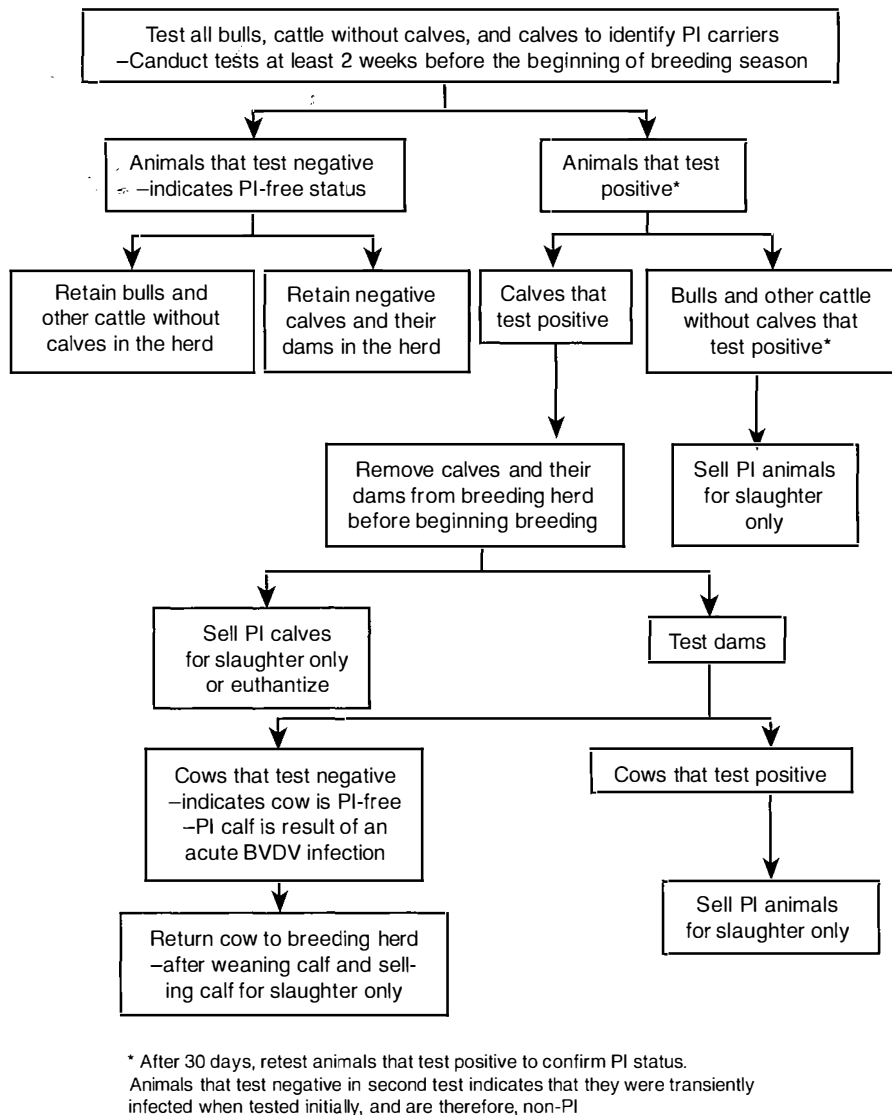 Test all bulls, cattle without calves, and calves to identify PI carriers
–Canduct tests at least 2 weeks before the beginning of breeding season
Animals that test negative
–indicates PI-free status
Animals that test
positive*
Retain bulls and
other cattle without
calves in the herd
Retain negative
calves and their
dams in the herd
Calves that
test positive
Bulls and other cattle
without calves that
test positive*
Remove calves and their
dams from breeding herd
before beginning breeding
Sell PI animals
for slaughter
only
Sell PI calves
for slaughter only
or euthantize
Test dams
Cows that test negative
–indicates cow is PI-free
–PI calf is result of an
acute BVDV infection
Cows that test positive
Return cow to breeding herd
–after weaning calf and sell-
ing calf for slaughter only
Sell PI animals
for slaughter only
* After 30 days, retest animals that test positive to confirm PI status.
Animals that test negative in second test indicates that they were transiently
infected when tested initially, and are therefore, non-PI